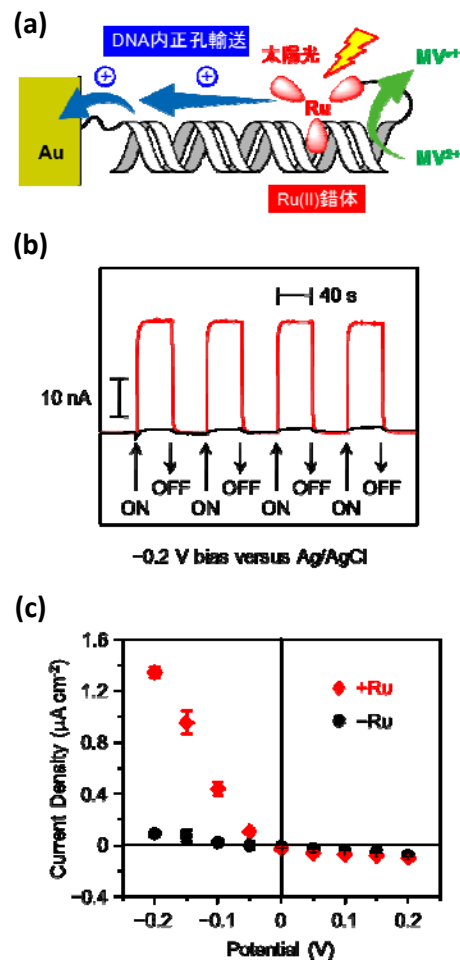 (a)
DNA内正孔輸送
太陽光
MV•+
⊕ ⊕
Ru
Au
MV²⁺
Ru(II)錯体
(b)
40 s
10 nA
OFF OFF OFF OFF
ON ON ON ON
−0.2 V bias versus Ag/AgCl
(c)
1.6
+Ru
−Ru
1.2
0.8
0.4
0
−0.4
Current Density (μA cm⁻²)
−0.2 −0.1 0 0.1 0.2
Potential (V)